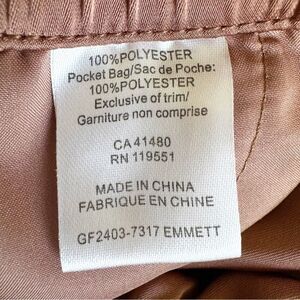 100%POLYESTER
Pocket Bag/Sac de Poche:
100%POLYESTER
Exclusive of trim/
Garniture non comprise
CA 41480
RN 119551
MADE IN CHINA
FABRIQUE EN CHINE
GF2403-7317 EMMETT